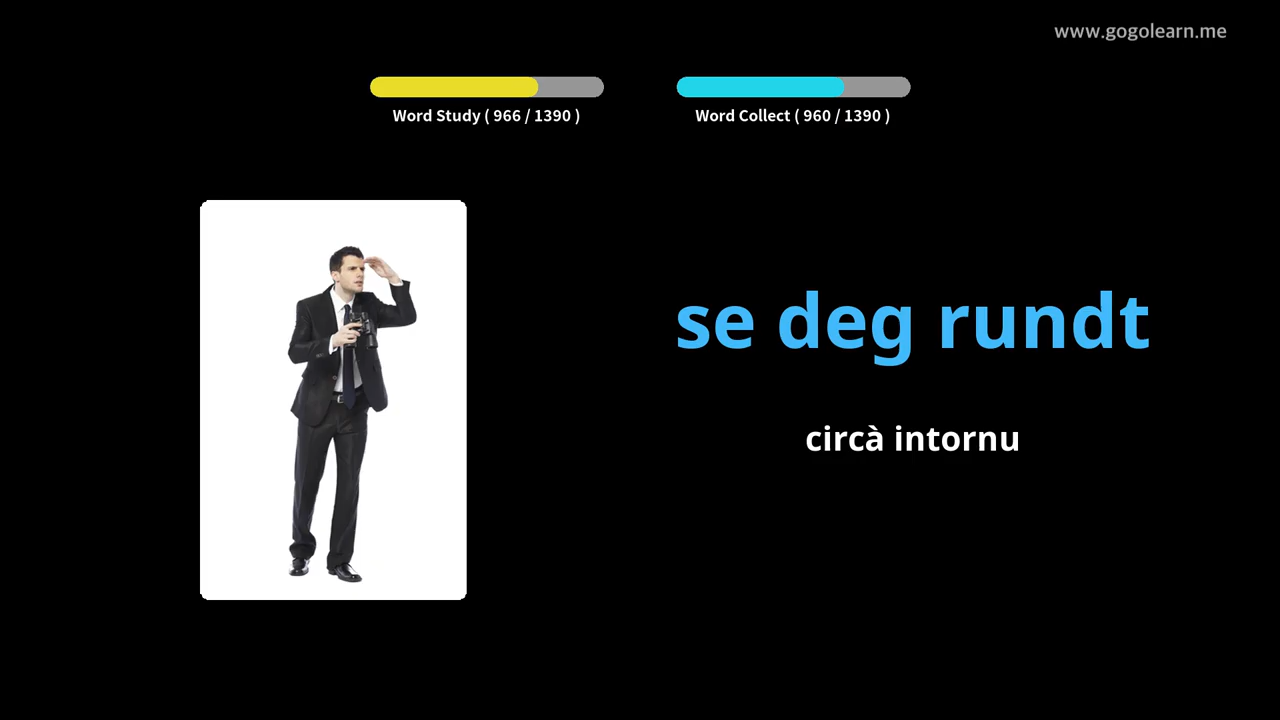 www.gogolearn.me
Word Study ( 966 / 1390 )
Word Collect ( 960 / 1390 )
se deg rundt
circà intornu